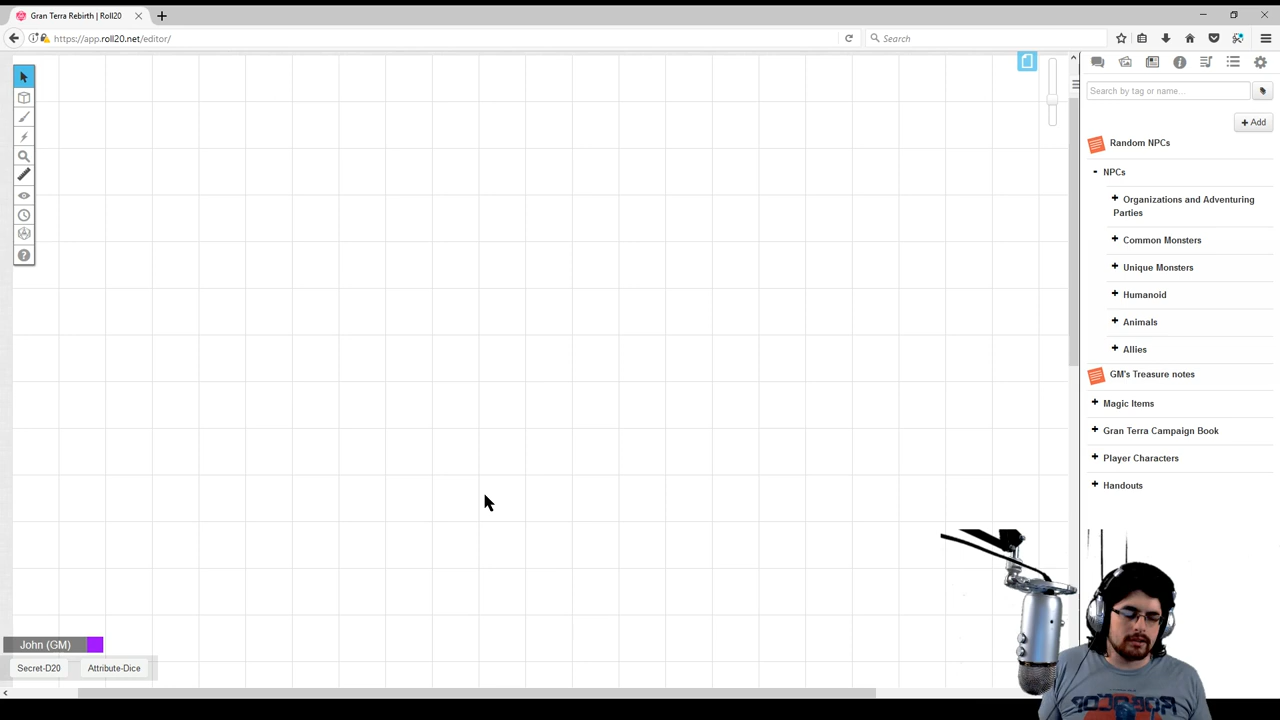 Gran Terra Rebirth | Roll20
https://app.roll20.net/editor/
Search
Search by tag or name...
+ Add
Random NPCs
NPCs
Organizations and Adventuring
Parties
Common Monsters
Unique Monsters
Humanoid
Animals
Allies
GM's Treasure notes
Magic Items
Gran Terra Campaign Book
Player Characters
Handouts
John (GM)
Secret-D20
Attribute-Dice